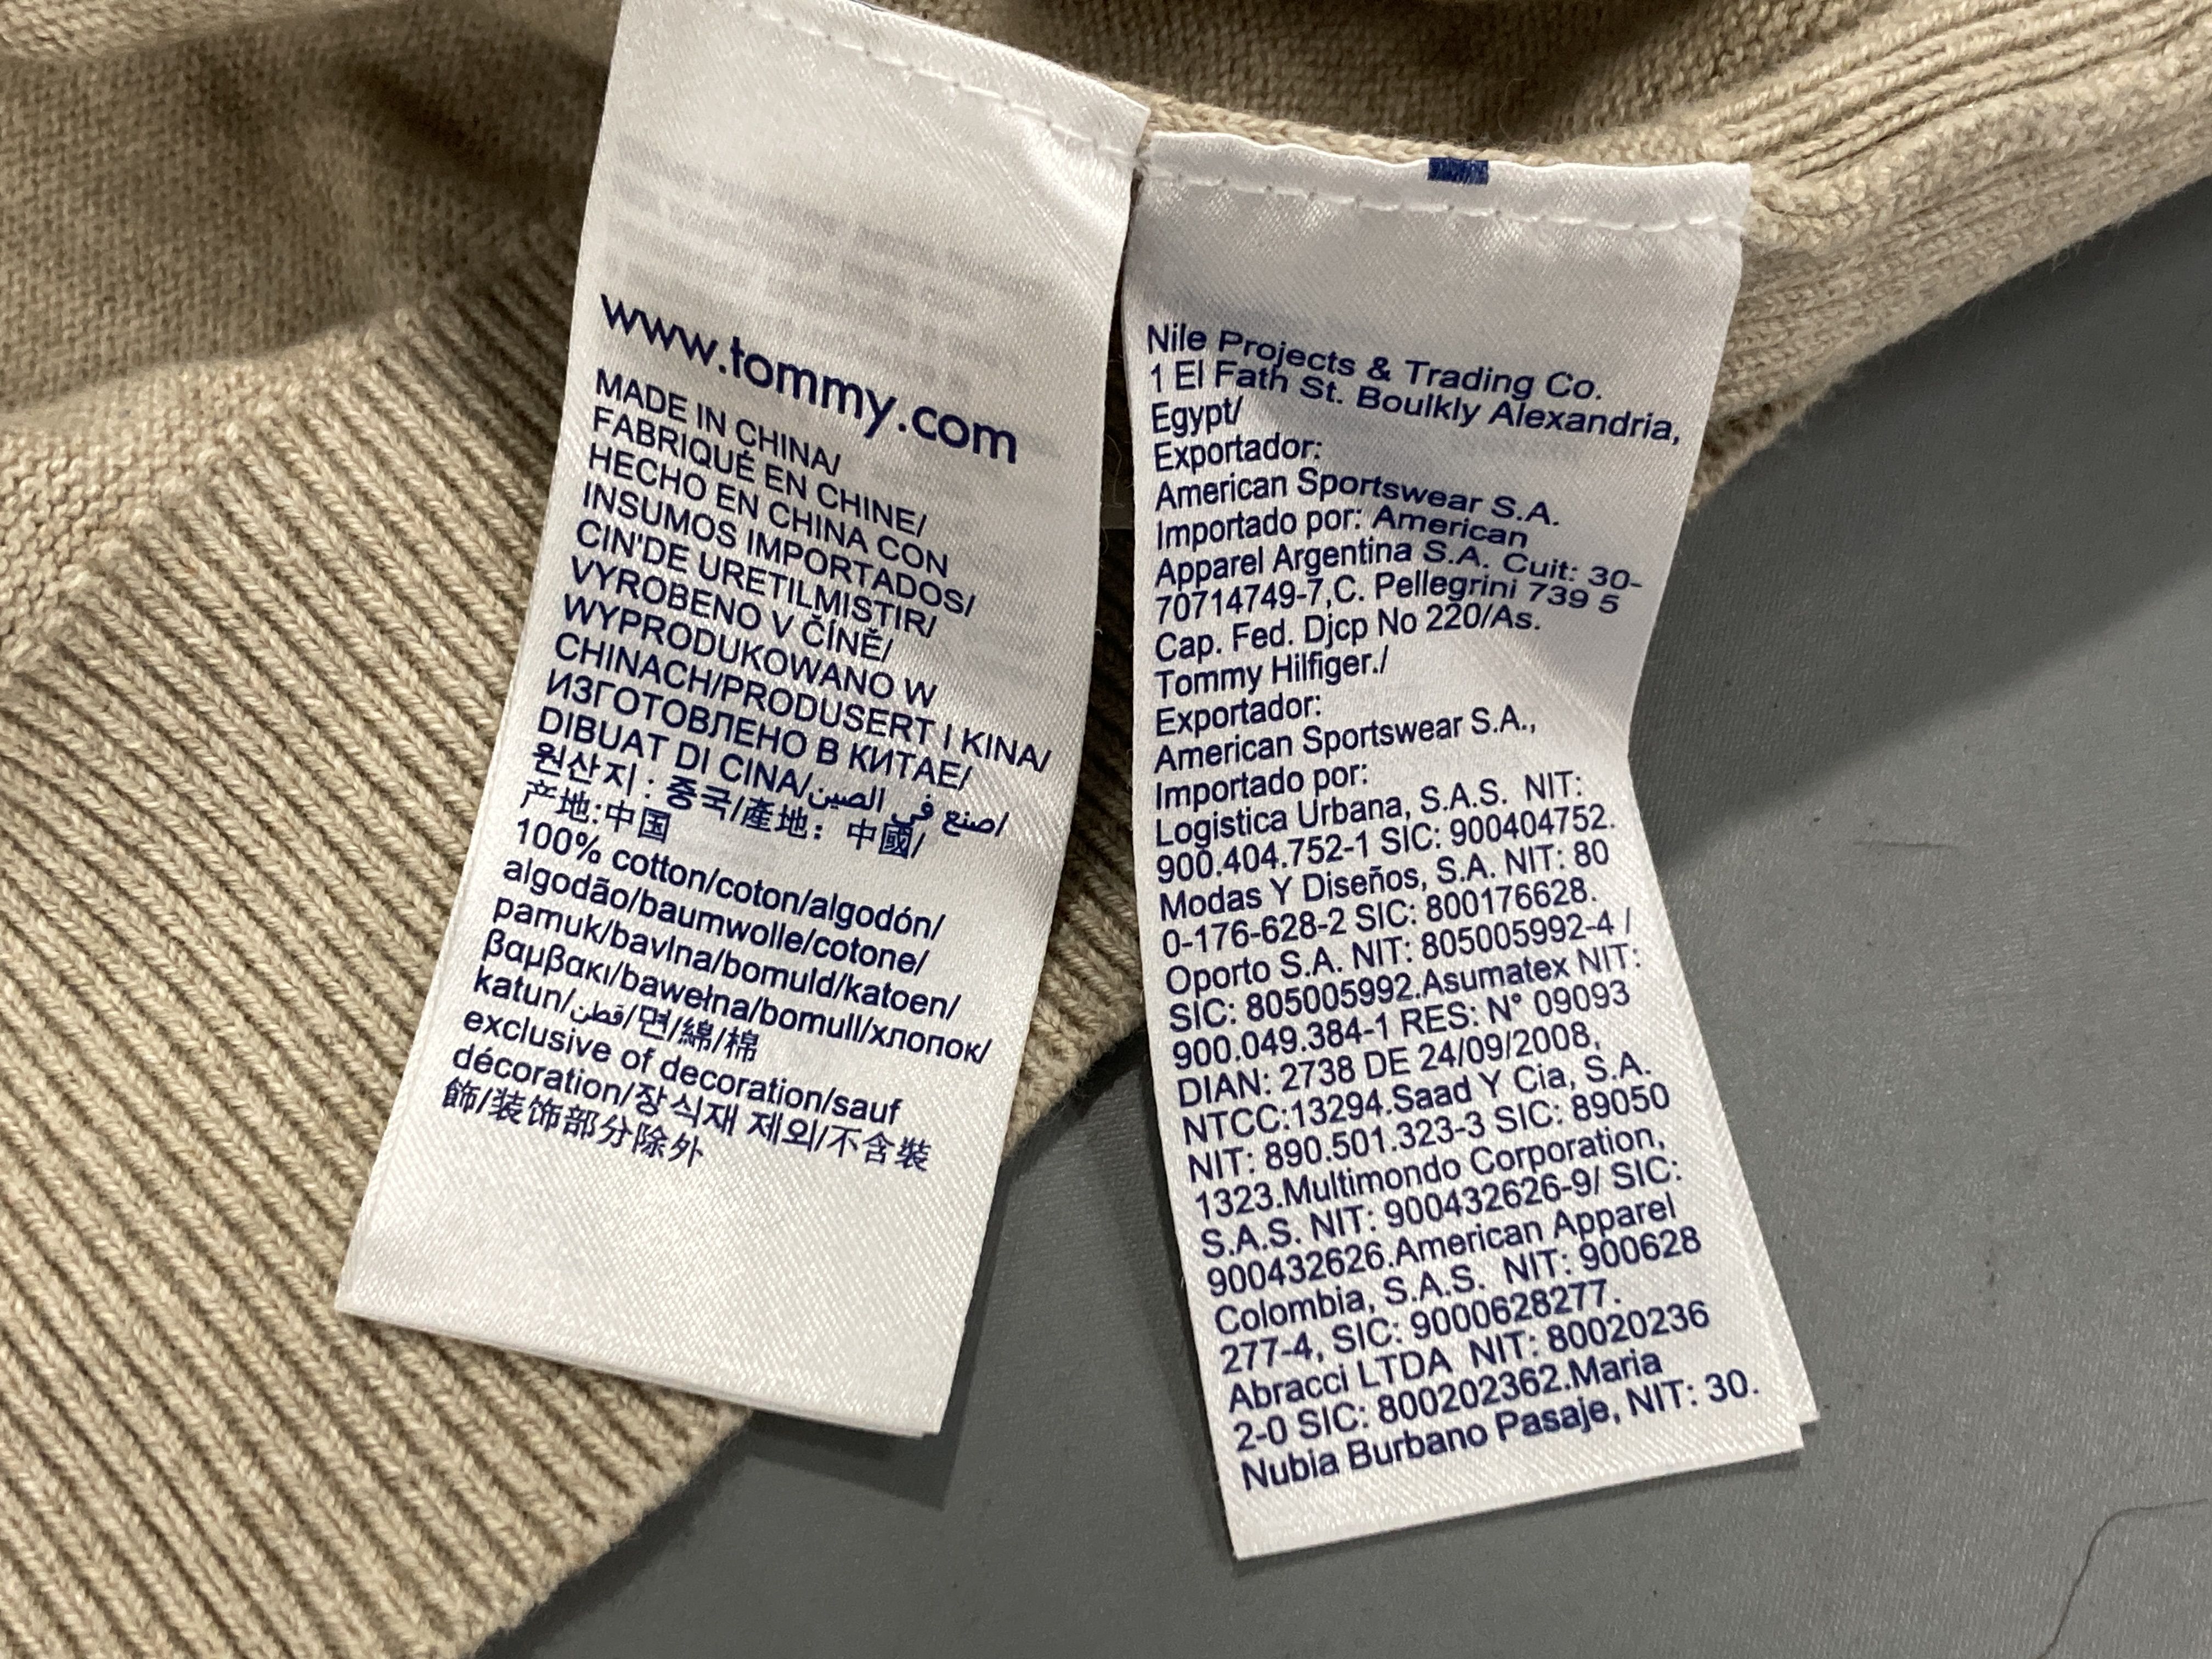 www.tommy.com
MADE IN CHINA/
FABRIQUÉ EN CHINE/
HECHO EN CHINA CON
INSUMOS IMPORTADOS/
CIN'DE URETILMISTIR/
VYROBENO V ČÍNĚ/
WYPRODUKOWANO W
CHINACH/PRODUSERT I KINA/
ИЗГОТОВЛЕНО В КИТАЕ/
DIBUAT DI CINA/صنع في الصين/
원산지 : 중국/產地： 中國/
产地:中国
100% cotton/coton/algodón/
algodão/baumwolle/cotone/
pamuk/bavlna/bomuld/katoen/
βαμβακι/bawełna/bomull/хлопок/
katun/قطن/면/綿/棉
exclusive of decoration/sauf
décoration/장식재 제외/不含裝
飾/装饰部分除外
Nile Projects & Trading Co.
1 El Fath St. Boulkly Alexandria,
Egypt/
Exportador:
American Sportswear S.A.
Importado por: American
Apparel Argentina S.A. Cuit: 30-
70714749-7,C. Pellegrini 739 5
Cap. Fed. Djcp No 220/As.
Tommy Hilfiger./
Exportador:
American Sportswear S.A.,
Importado por:
Logistica Urbana, S.A.S. NIT:
900.404.752-1 SIC: 900404752.
Modas Y Diseños, S.A. NIT: 80
0-176-628-2 SIC: 800176628.
Oporto S.A. NIT: 805005992-4 /
SIC: 805005992.Asumatex NIT:
900.049.384-1 RES: N° 09093
DIAN: 2738 DE 24/09/2008,
NTCC:13294.Saad Y Cia, S.A.
NIT: 890.501.323-3 SIC: 89050
1323.Multimondo Corporation,
S.A.S. NIT: 900432626-9/ SIC:
900432626.American Apparel
Colombia, S.A.S. NIT: 900628
277-4, SIC: 9000628277.
Abracci LTDA NIT: 80020236
2-0 SIC: 800202362.Maria
Nubia Burbano Pasaje, NIT: 30.